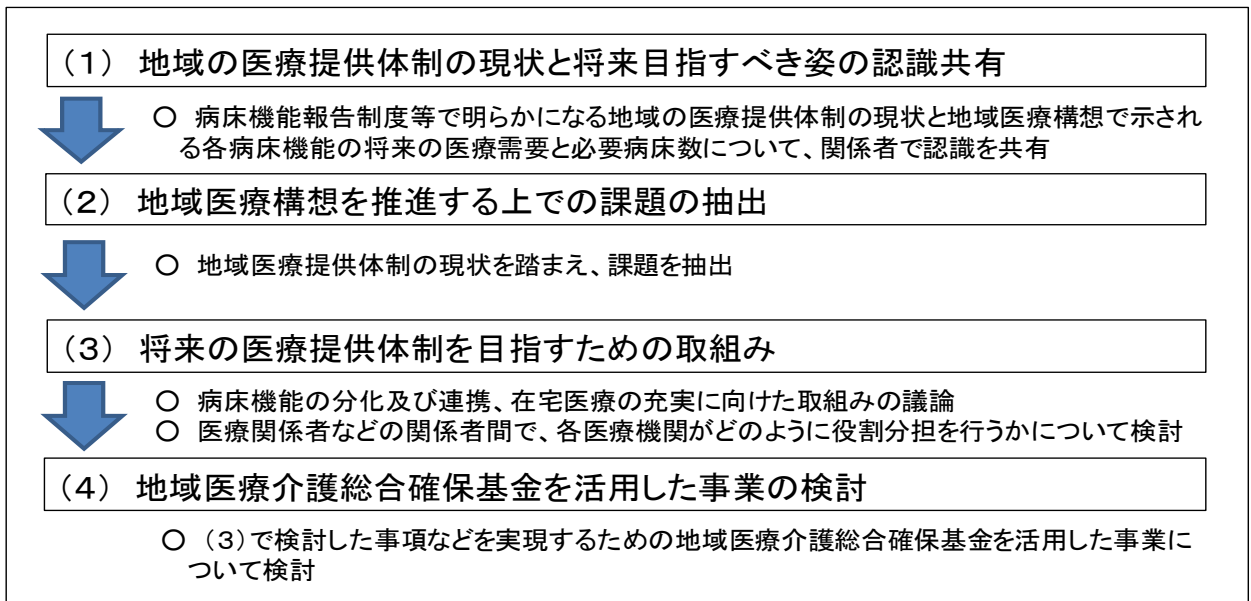 （１） 地域の医療提供体制の現状と将来目指すべき姿の認識共有
○ 病床機能報告制度等で明らかになる地域の医療提供体制の現状と地域医療構想で示され
る各病床機能の将来の医療需要と必要病床数について、関係者で認識を共有
（２） 地域医療構想を推進する上での課題の抽出
○ 地域医療提供体制の現状を踏まえ、課題を抽出
（３） 将来の医療提供体制を目指すための取組み
○ 病床機能の分化及び連携、在宅医療の充実に向けた取組みの議論
○ 医療関係者などの関係者間で、各医療機関がどのように役割分担を行うかについて検討
（４） 地域医療介護総合確保基金を活用した事業の検討
○ （３）で検討した事項などを実現するための地域医療介護総合確保基金を活用した事業に
ついて検討